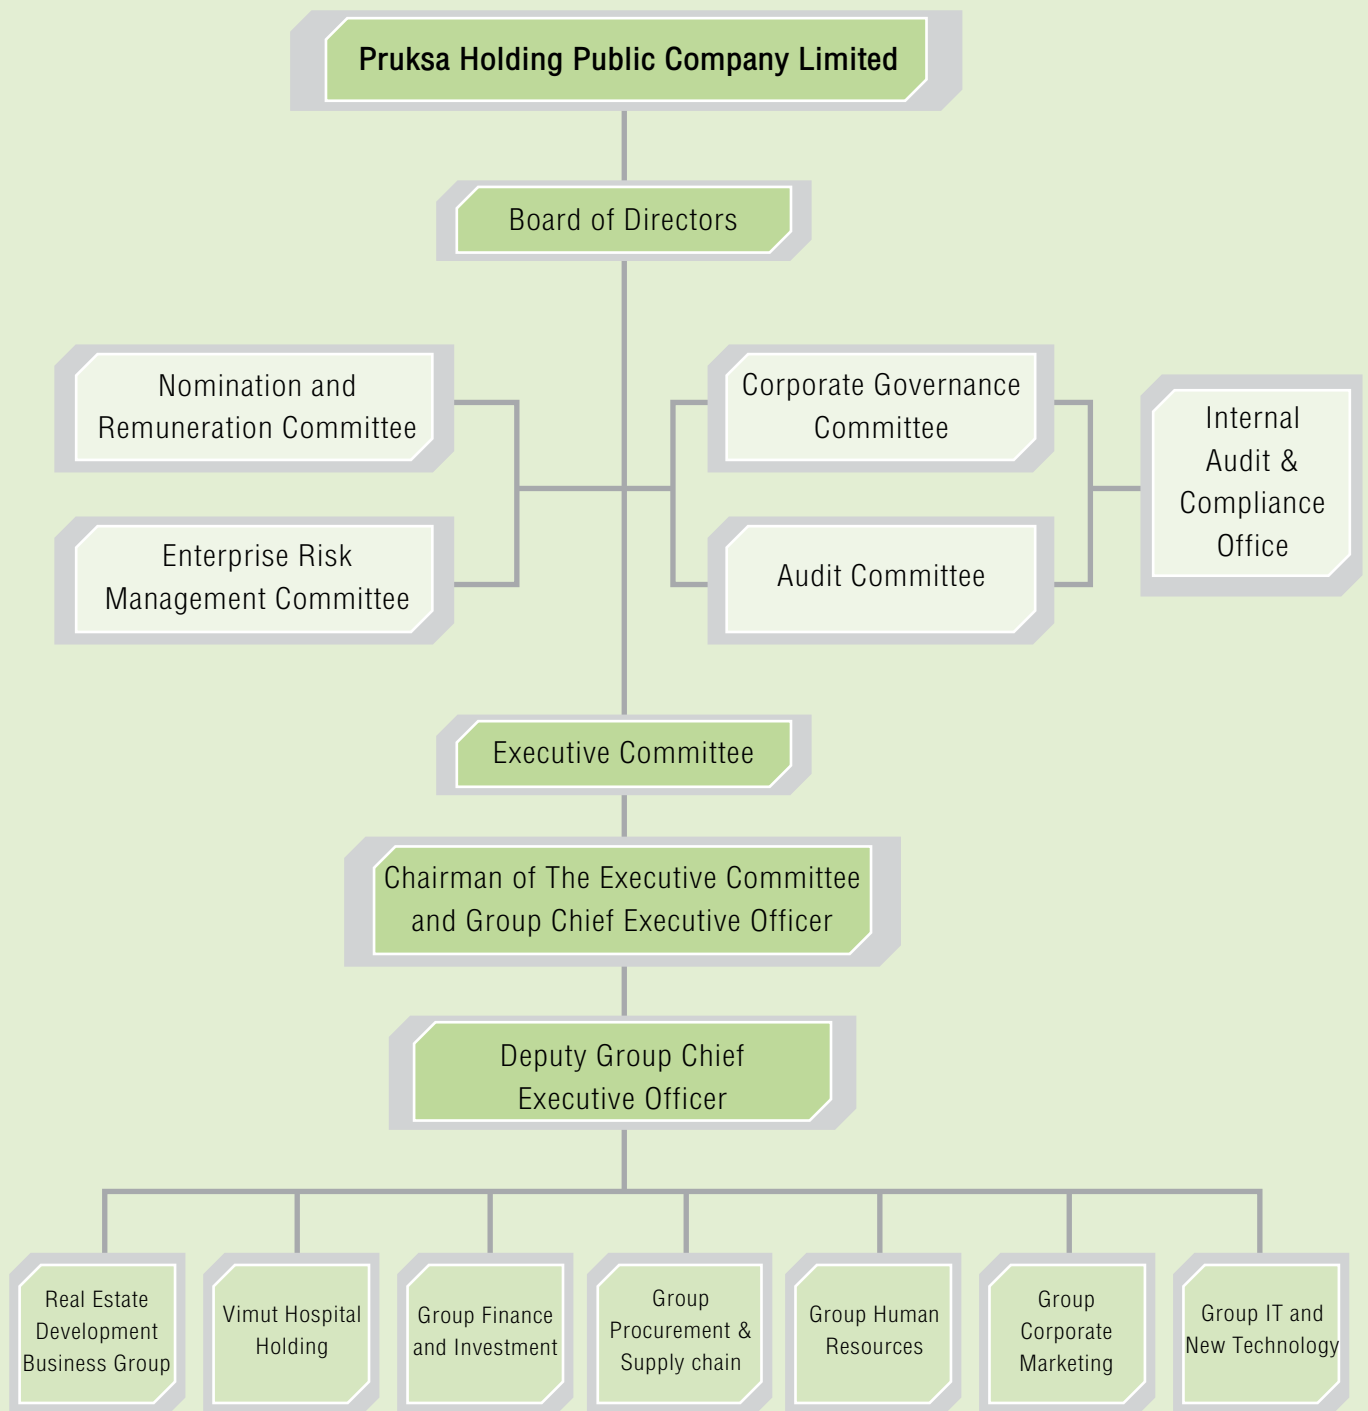 Pruksa Holding Public Company Limited
Board of Directors
Nomination and
Remuneration Committee
Corporate Governance
Committee
Internal
Audit &
Compliance
Office
Enterprise Risk
Management Committee
Audit Committee
Executive Committee
Chairman of The Executive Committee
and Group Chief Executive Officer
Deputy Group Chief
Executive Officer
Real Estate
Development
Business Group
Vimut Hospital
Holding
Group Finance
and Investment
Group
Procurement &
Supply chain
Group Human
Resources
Group
Corporate
Marketing
Group IT and
New Technology